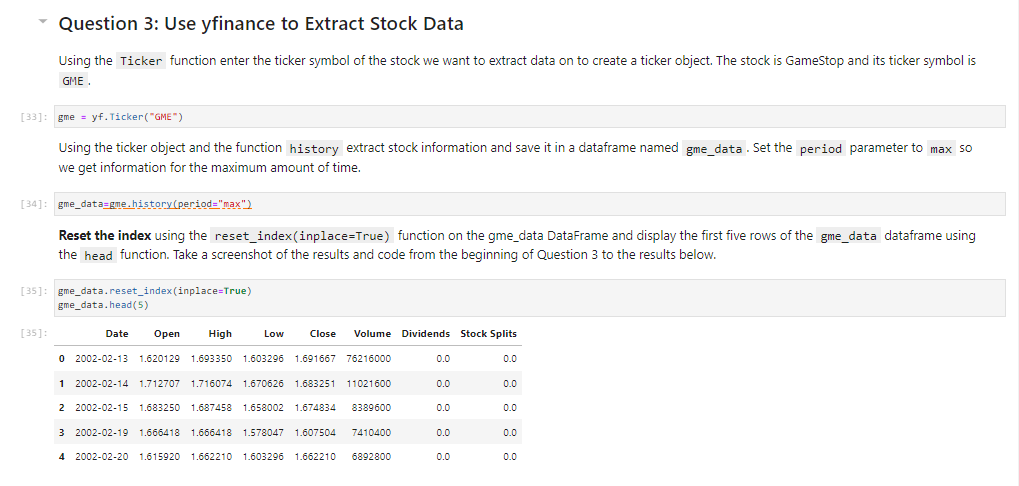 Question 3: Use yfinance to Extract Stock Data
Using the Ticker function enter the ticker symbol of the stock we want to extract data on to create a ticker object. The stock is GameStop and its ticker symbol is
GME .
[33]: gme = yf.Ticker("GME")
Using the ticker object and the function history extract stock information and save it in a dataframe named gme_data . Set the period parameter to max so
we get information for the maximum amount of time.
[34]: gme_data=gme.history(period="max")
Reset the index using the reset_index(inplace=True) function on the gme_data DataFrame and display the first five rows of the gme_data dataframe using
the head function. Take a screenshot of the results and code from the beginning of Question 3 to the results below.
[35]: gme_data.reset_index(inplace=True)
gme_data.head(5)
[35]: Date Open High Low Close Volume Dividends Stock Splits
0 2002-02-13 1.620129 1.693350 1.603296 1.691667 76216000 0.0 0.0
1 2002-02-14 1.712707 1.716074 1.670626 1.683251 11021600 0.0 0.0
2 2002-02-15 1.683250 1.687458 1.658002 1.674834 8389600 0.0 0.0
3 2002-02-19 1.666418 1.666418 1.578047 1.607504 7410400 0.0 0.0
4 2002-02-20 1.615920 1.662210 1.603296 1.662210 6892800 0.0 0.0